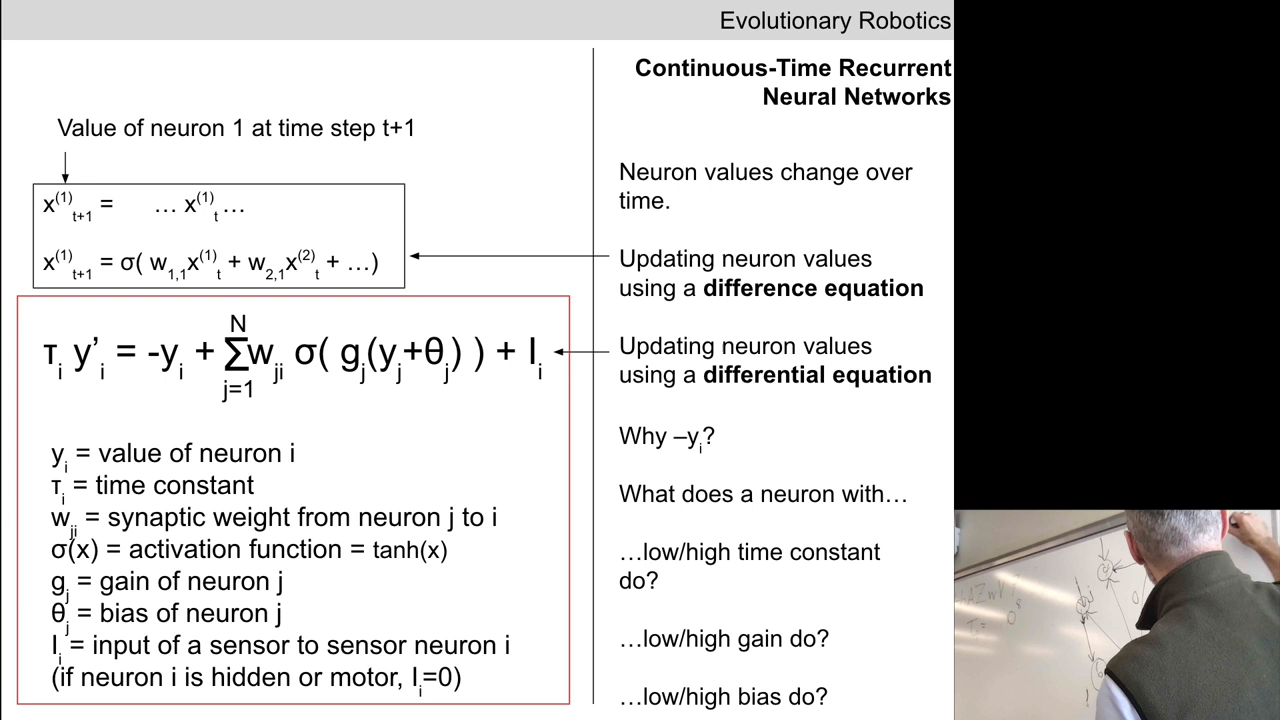 Evolutionary Robotics
Continuous-Time Recurrent
Neural Networks
Value of neuron 1 at time step t+1
x⁽¹⁾ₜ₊₁ = … x⁽¹⁾ₜ …
x⁽¹⁾ₜ₊₁ = σ( w₁,₁x⁽¹⁾ₜ + w₂,₁x⁽²⁾ₜ + …)
τᵢ y’ᵢ = -yᵢ + Σ_{j=1}^{N} wⱼᵢ σ( gⱼ(yⱼ+θⱼ) ) + Iᵢ
yᵢ = value of neuron i
τᵢ = time constant
wⱼᵢ = synaptic weight from neuron j to i
σ(x) = activation function = tanh(x)
gⱼ = gain of neuron j
θⱼ = bias of neuron j
Iᵢ = input of a sensor to sensor neuron i
(if neuron i is hidden or motor, Iᵢ=0)
Neuron values change over
time.
Updating neuron values
using a difference equation
Updating neuron values
using a differential equation
Why –yᵢ?
What does a neuron with…
…low/high time constant
do?
…low/high gain do?
…low/high bias do?